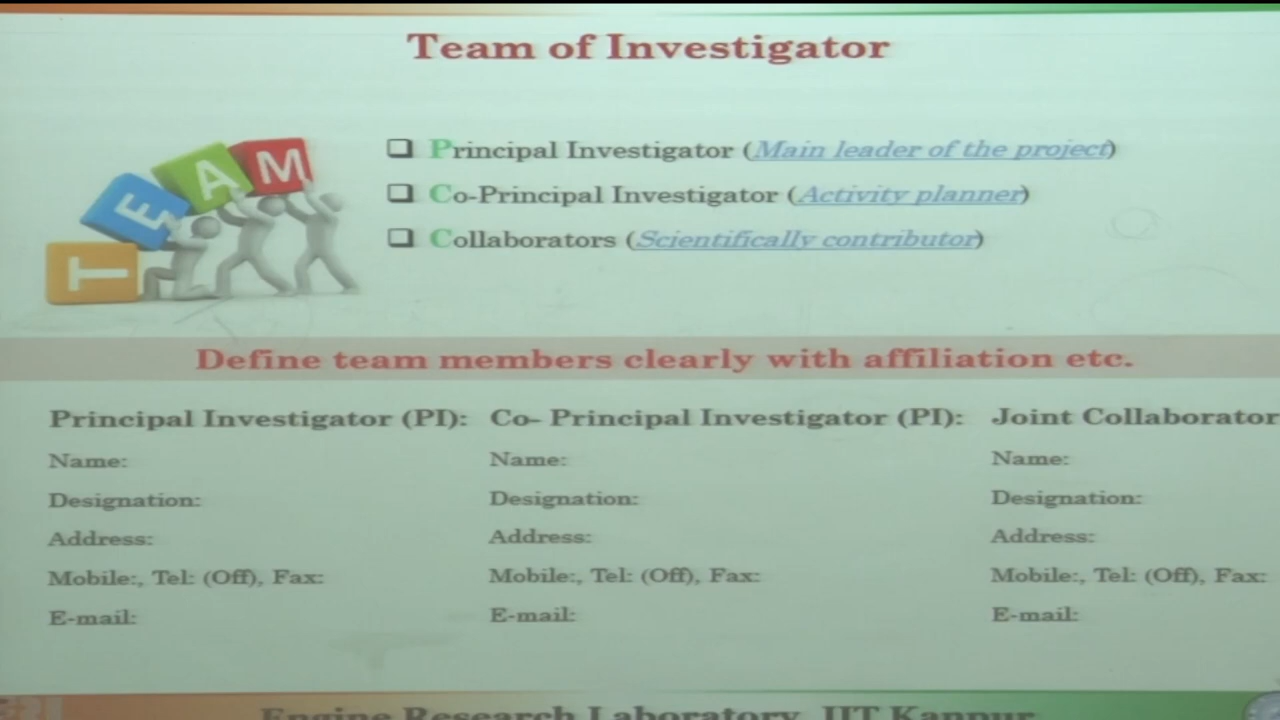 Team of Investigator
TEAM
❑ Principal Investigator (Main leader of the project)
❑ Co-Principal Investigator (Activity planner)
❑ Collaborators (Scientifically contributor)
Define team members clearly with affiliation etc.
Principal Investigator (PI): Co- Principal Investigator (PI): Joint Collaborator
Name: Name: Name:
Designation: Designation: Designation:
Address: Address: Address:
Mobile:, Tel: (Off), Fax: Mobile:, Tel: (Off), Fax: Mobile:, Tel: (Off), Fax:
E-mail: E-mail: E-mail:
Engine Research Laboratory, IIT Kanpur